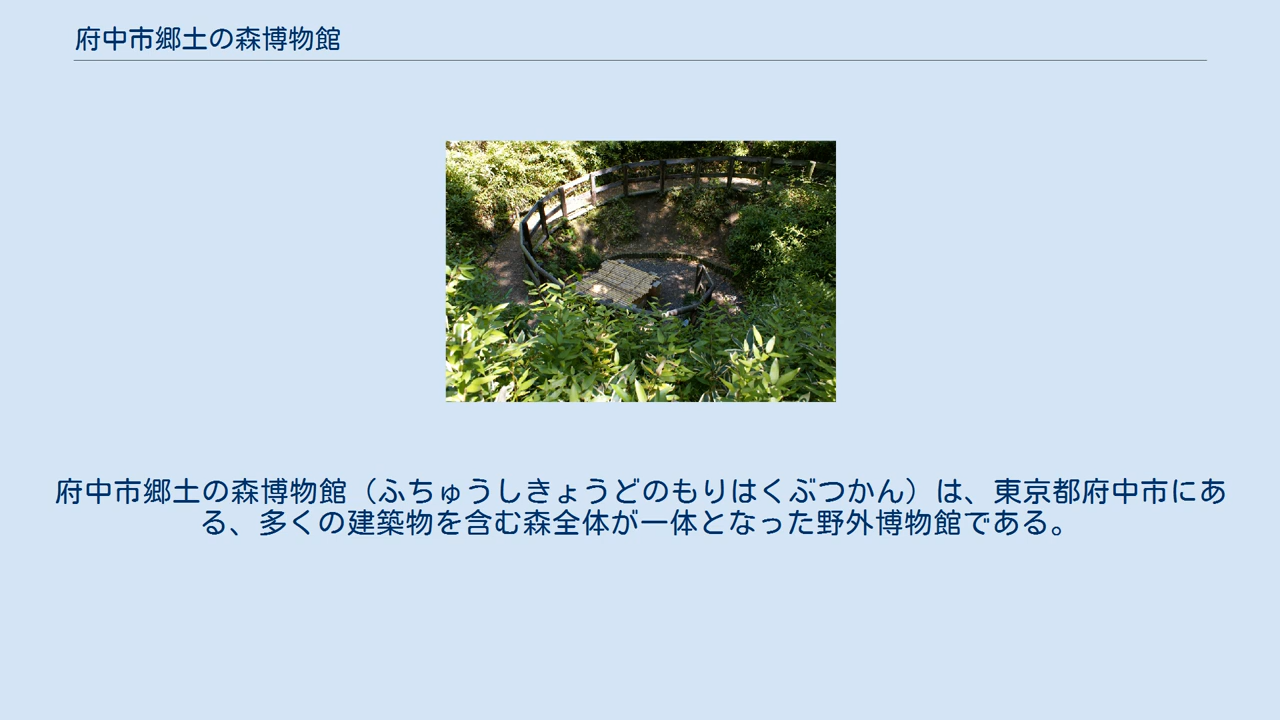 府中市郷土の森博物館
府中市郷土の森博物館（ふちゅうしきょうどのもりはくぶつかん）は、東京都府中市にあ
る、多くの建築物を含む森全体が一体となった野外博物館である。